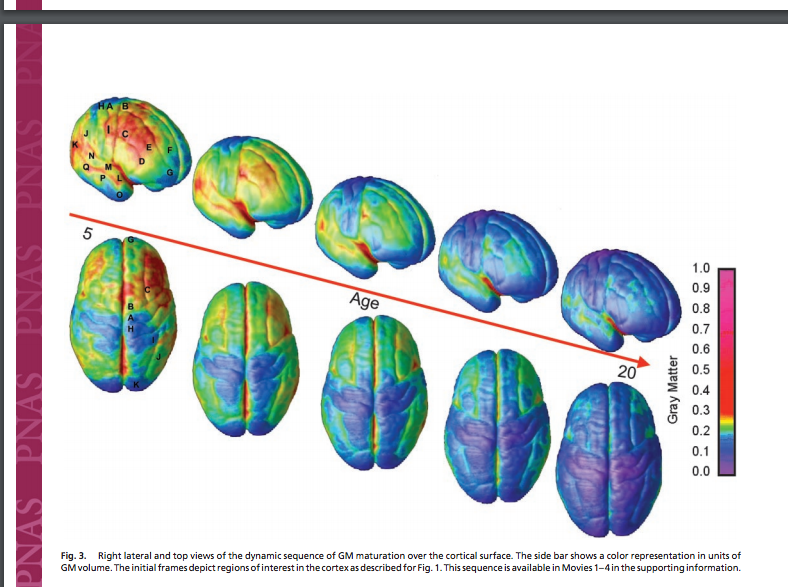 PNAS PNAS PNAS PNAS PNAS PN
H A B
J I C
K E F
N D
Q M G
P L
O
5
G
C
B
A
H
I
J
K
Age
20
1.0
0.9
0.8
0.7
0.6
0.5
0.4
0.3
0.2
0.1
0.0
Gray Matter
Fig. 3. Right lateral and top views of the dynamic sequence of GM maturation over the cortical surface. The side bar shows a color representation in units of
GM volume. The initial frames depict regions of interest in the cortex as described for Fig. 1. This sequence is available in Movies 1–4 in the supporting information.